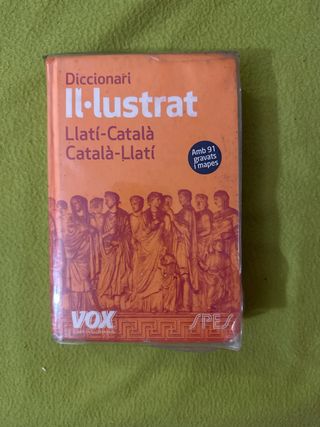 Diccionari
Il·lustrat
Llatí-Català
Català-Llatí
Amb 91
gravats
i mapes
VOX
SPES